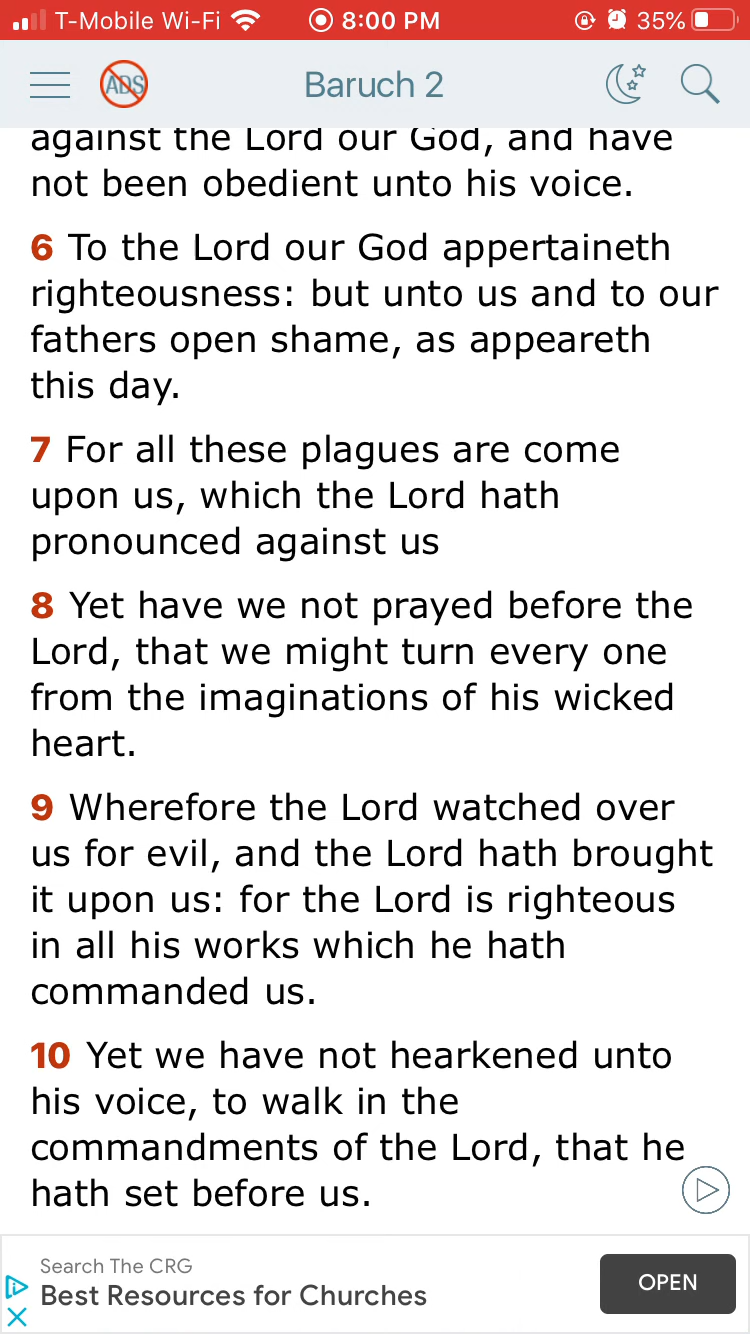 T-Mobile Wi-Fi 8:00 PM 35%
ADS Baruch 2
against the Lord our God, and have
not been obedient unto his voice.
6 To the Lord our God appertaineth
righteousness: but unto us and to our
fathers open shame, as appeareth
this day.
7 For all these plagues are come
upon us, which the Lord hath
pronounced against us
8 Yet have we not prayed before the
Lord, that we might turn every one
from the imaginations of his wicked
heart.
9 Wherefore the Lord watched over
us for evil, and the Lord hath brought
it upon us: for the Lord is righteous
in all his works which he hath
commanded us.
10 Yet we have not hearkened unto
his voice, to walk in the
commandments of the Lord, that he
hath set before us.
Search The CRG
Best Resources for Churches
OPEN